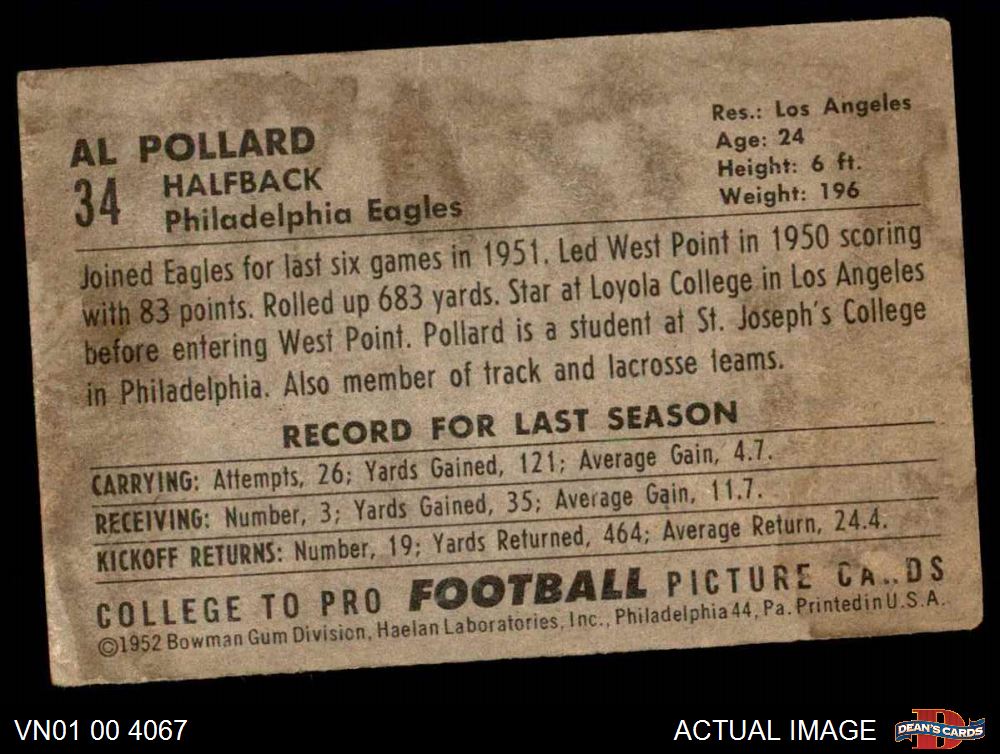 AL POLLARD
34
HALFBACK
Philadelphia Eagles
Res.: Los Angeles
Age: 24
Height: 6 ft.
Weight: 196
Joined Eagles for last six games in 1951. Led West Point in 1950 scoring
with 83 points. Rolled up 683 yards. Star at Loyola College in Los Angeles
before entering West Point. Pollard is a student at St. Joseph's College
in Philadelphia. Also member of track and lacrosse teams.
RECORD FOR LAST SEASON
CARRYING: Attempts, 26; Yards Gained, 121; Average Gain, 4.7.
RECEIVING: Number, 3; Yards Gained, 35; Average Gain, 11.7.
KICKOFF RETURNS: Number, 19; Yards Returned, 464; Average Return, 24.4.
COLLEGE TO PRO FOOTBALL PICTURE CARDS
©1952 Bowman Gum Division, Haelan Laboratories, Inc., Philadelphia 44, Pa. Printed in U.S.A.
VN01 00 4067
ACTUAL IMAGE
D
DEAN'S CARDS